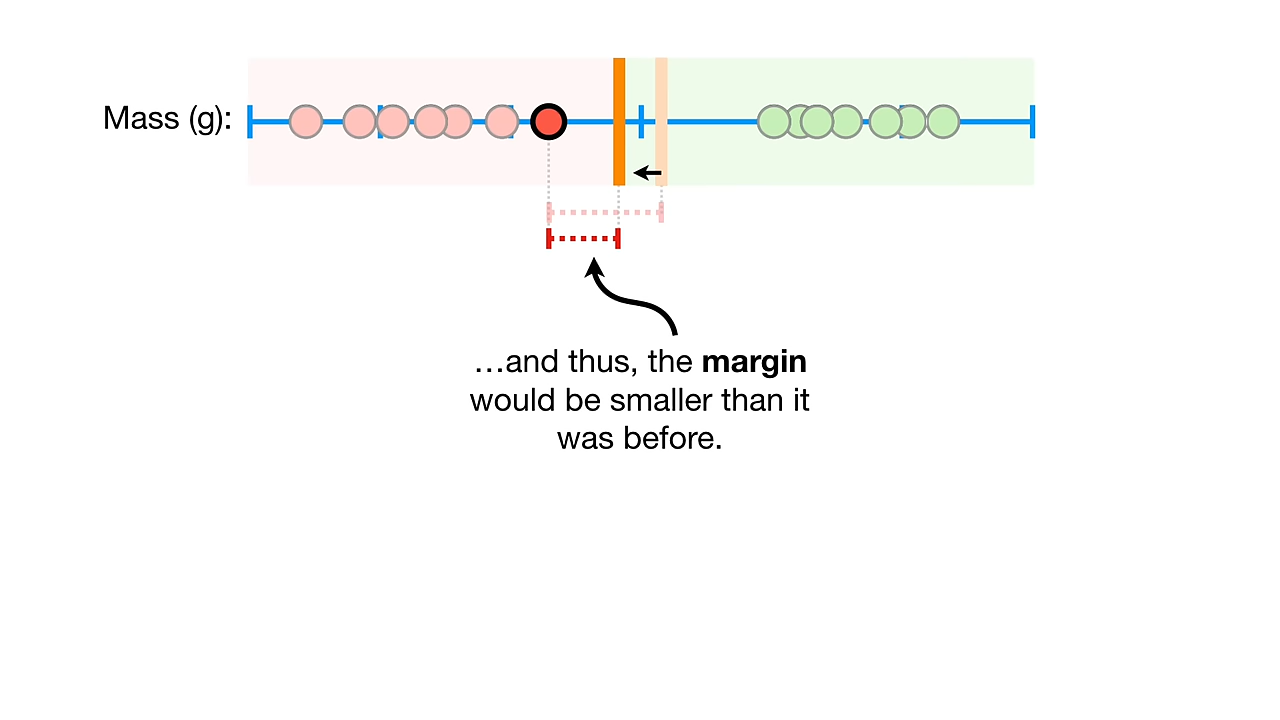 Mass (g):
…and thus, the margin
would be smaller than it
was before.